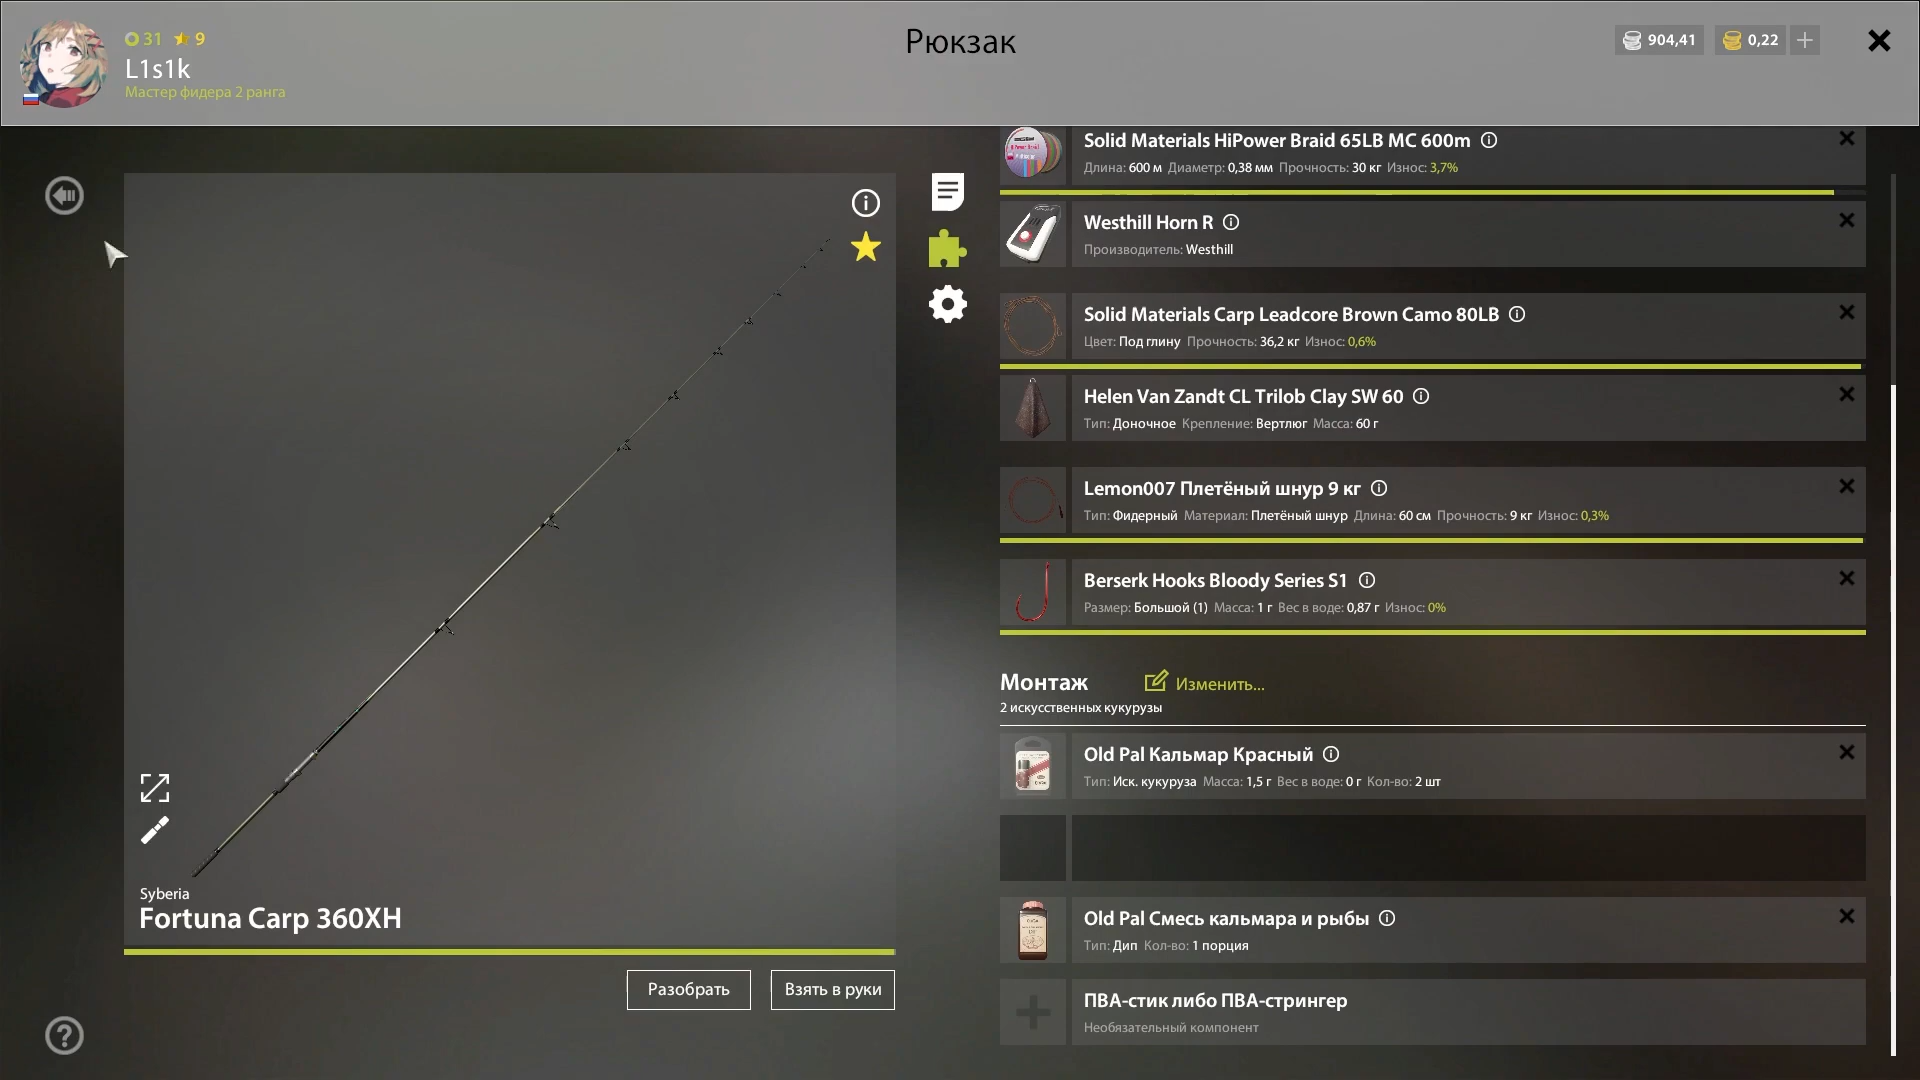 31 9
L1s1k
Мастер фидера 2 ранга
Рюкзак
904,41 0,22
Solid Materials HiPower Braid 65LB MC 600m
Длина: 600 м Диаметр: 0,38 мм Прочность: 30 кг Износ: 3,7%
Westhill Horn R
Производитель: Westhill
Solid Materials Carp Leadcore Brown Camo 80LB
Цвет: Под глину Прочность: 36,2 кг Износ: 0,6%
Helen Van Zandt CL Trilob Clay SW 60
Тип: Доночное Крепление: Вертлюг Масса: 60 г
Lemon007 Плетёный шнур 9 кг
Тип: Фидерный Материал: Плетёный шнур Длина: 60 см Прочность: 9 кг Износ: 0,3%
Berserk Hooks Bloody Series S1
Размер: Большой (1) Масса: 1 г Вес в воде: 0,87 г Износ: 0%
Монтаж Изменить...
2 искусственных кукурузы
Old Pal Кальмар Красный
Тип: Иск. кукуруза Масса: 1,5 г Вес в воде: 0 г Кол-во: 2 шт
Old Pal Смесь кальмара и рыбы
Тип: Дип Кол-во: 1 порция
ПВА-стик либо ПВА-стрингер
Необязательный компонент
Syberia
Fortuna Carp 360XH
Разобрать Взять в руки